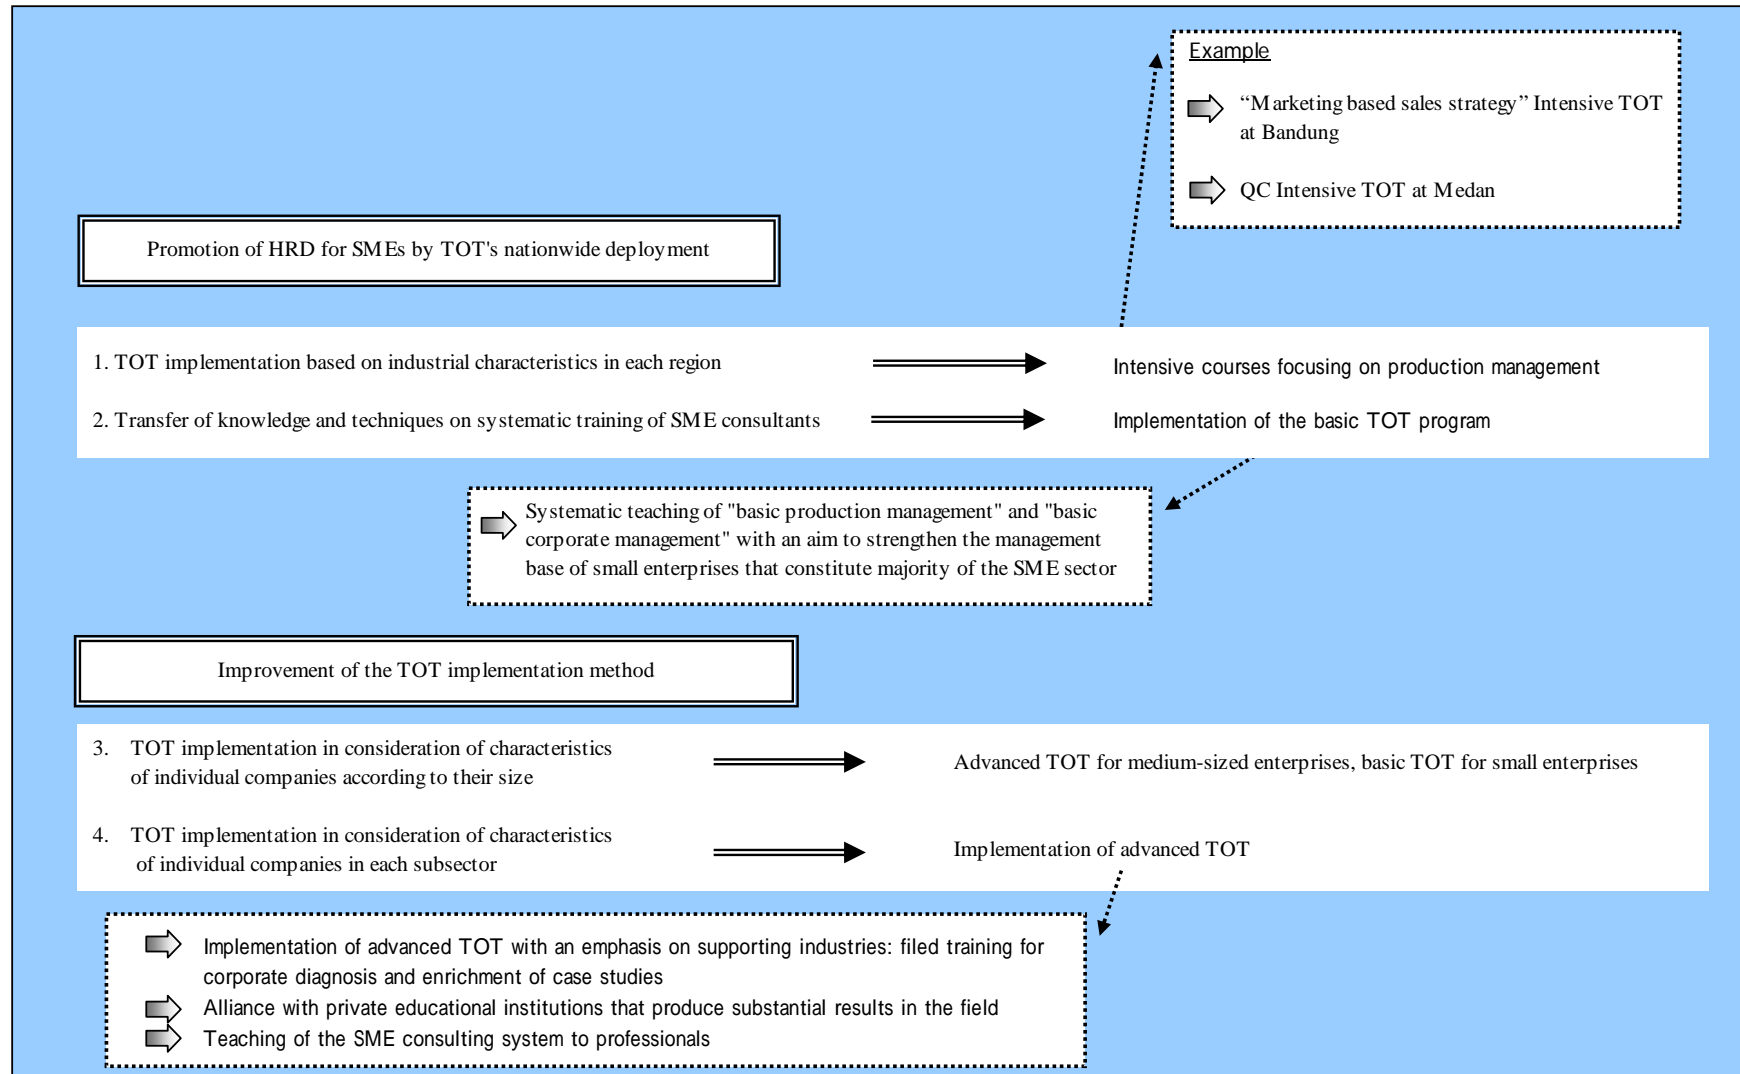 Example
“Marketing based sales strategy” Intensive TOT
at Bandung
QC Intensive TOT at Medan
Promotion of HRD for SMEs by TOT's nationwide deployment
1. TOT implementation based on industrial characteristics in each region
Intensive courses focusing on production management
2. Transfer of knowledge and techniques on systematic training of SME consultants
Implementation of the basic TOT program
Systematic teaching of "basic production management" and "basic
corporate management" with an aim to strengthen the management
base of small enterprises that constitute majority of the SME sector
Improvement of the TOT implementation method
3. TOT implementation in consideration of characteristics
of individual companies according to their size
Advanced TOT for medium-sized enterprises, basic TOT for small enterprises
4. TOT implementation in consideration of characteristics
of individual companies in each subsector
Implementation of advanced TOT
Implementation of advanced TOT with an emphasis on supporting industries: filed training for
corporate diagnosis and enrichment of case studies
Alliance with private educational institutions that produce substantial results in the field
Teaching of the SME consulting system to professionals